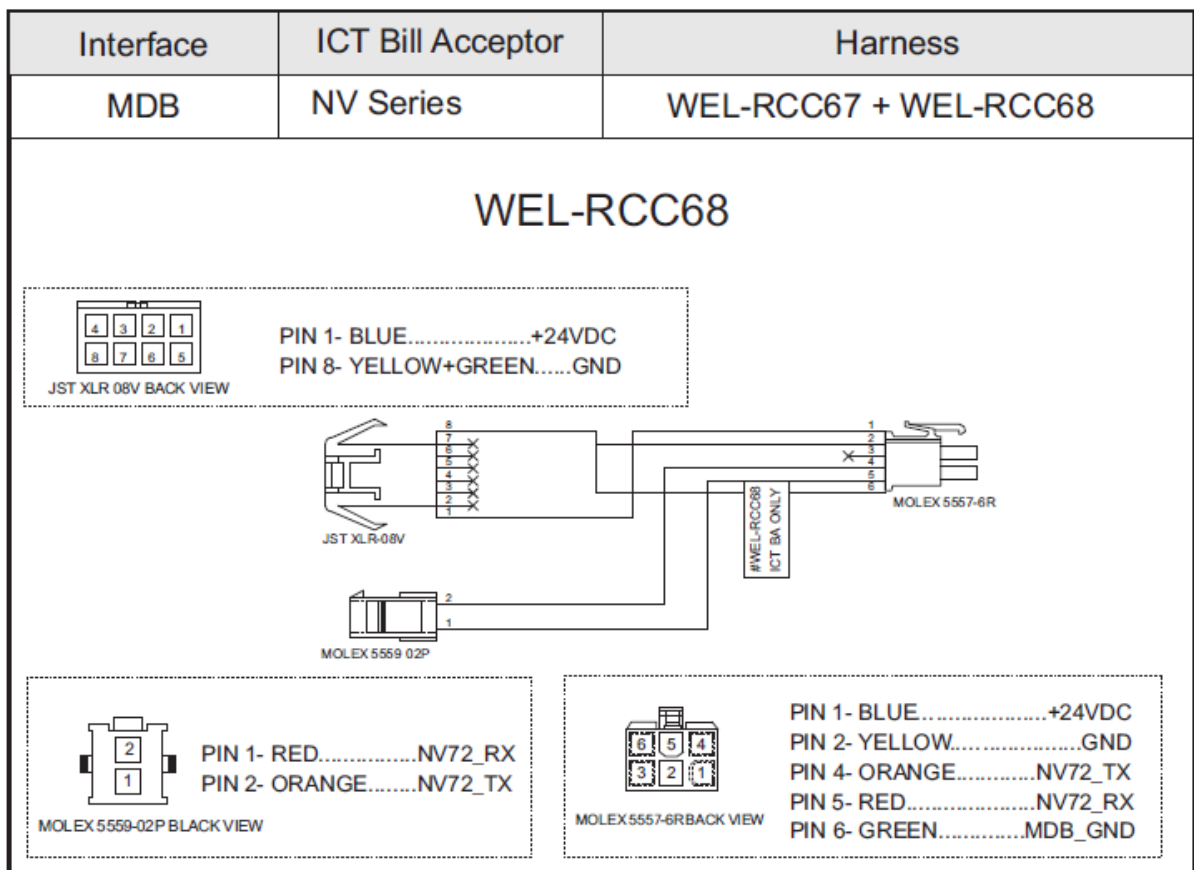 Interface ICT Bill Acceptor Harness
MDB NV Series WEL-RCC67 + WEL-RCC68
WEL-RCC68
4 3 2 1
8 7 6 5
JST XLR 08V BACK VIEW
PIN 1- BLUE.....................+24VDC
PIN 8- YELLOW+GREEN......GND
8
7
6
5
4
3
2
1
JST XLR-08V
1
2
3
4
5
6
MOLEX 5557-6R
#WEL-RCC68
ICT BA ONLY
2
1
MOLEX 5559 02P
2
1
MOLEX 5559-02P BLACK VIEW
PIN 1- RED.................NV72_RX
PIN 2- ORANGE........NV72_TX
6 5 4
3 2 1
MOLEX 5557-6RBACK VIEW
PIN 1- BLUE......................+24VDC
PIN 2- YELLOW.......................GND
PIN 4- ORANGE.............NV72_TX
PIN 5- RED......................NV72_RX
PIN 6- GREEN..............MDB_GND